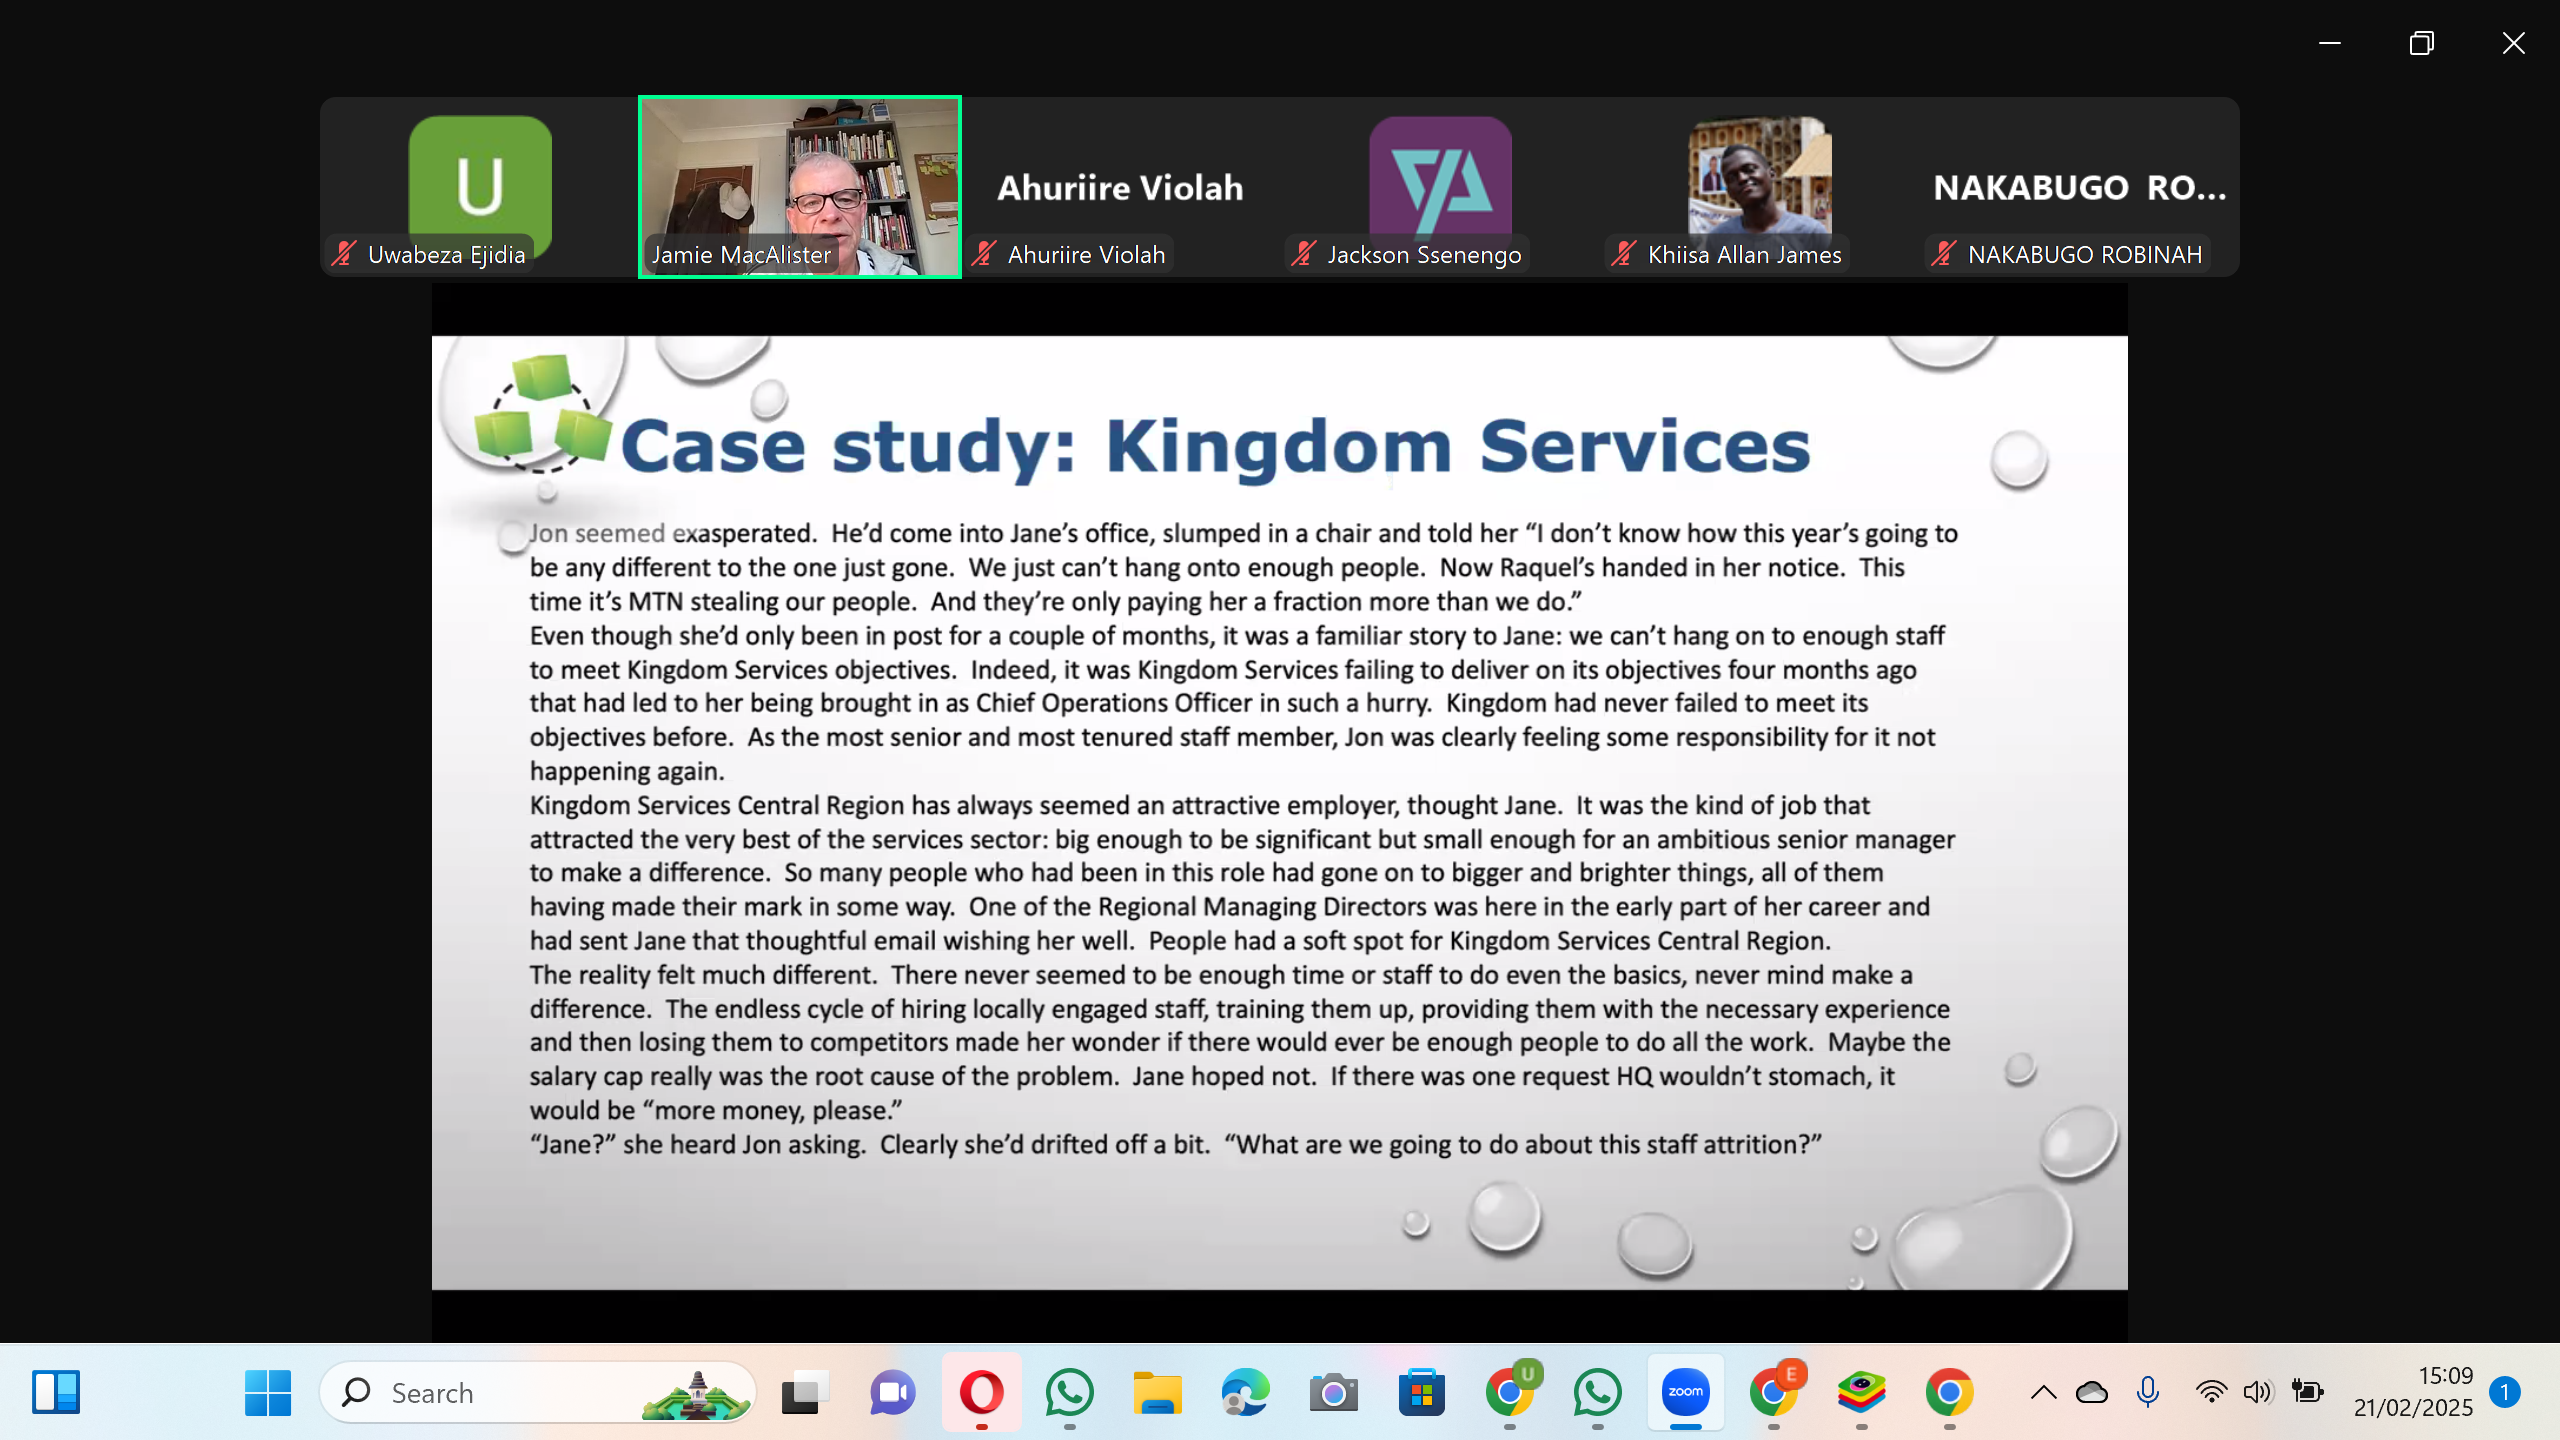 U
Ahuriire Violah
NAKABUGO RO...
Uwabeza Ejidia
Jamie MacAlister
Ahuriire Violah
Jackson Ssenengo
Khiisa Allan James
NAKABUGO ROBINAH
Case study: Kingdom Services
Jon seemed exasperated.  He’d come into Jane’s office, slumped in a chair and told her “I don’t know how this year’s going to
be any different to the one just gone.  We just can’t hang onto enough people.  Now Raquel’s handed in her notice.  This
time it’s MTN stealing our people.  And they’re only paying her a fraction more than we do.”
Even though she’d only been in post for a couple of months, it was a familiar story to Jane: we can’t hang on to enough staff
to meet Kingdom Services objectives.  Indeed, it was Kingdom Services failing to deliver on its objectives four months ago
that had led to her being brought in as Chief Operations Officer in such a hurry.  Kingdom had never failed to meet its
objectives before.  As the most senior and most tenured staff member, Jon was clearly feeling some responsibility for it not
happening again.
Kingdom Services Central Region has always seemed an attractive employer, thought Jane.  It was the kind of job that
attracted the very best of the services sector: big enough to be significant but small enough for an ambitious senior manager
to make a difference.  So many people who had been in this role had gone on to bigger and brighter things, all of them
having made their mark in some way.  One of the Regional Managing Directors was here in the early part of her career and
had sent Jane that thoughtful email wishing her well.  People had a soft spot for Kingdom Services Central Region.
The reality felt much different.  There never seemed to be enough time or staff to do even the basics, never mind make a
difference.  The endless cycle of hiring locally engaged staff, training them up, providing them with the necessary experience
and then losing them to competitors made her wonder if there would ever be enough people to do all the work.  Maybe the
salary cap really was the root cause of the problem.  Jane hoped not.  If there was one request HQ wouldn’t stomach, it
would be “more money, please.”
“Jane?” she heard Jon asking.  Clearly she’d drifted off a bit.  “What are we going to do about this staff attrition?”
Search
U
zoom
E
15:09
21/02/2025
1